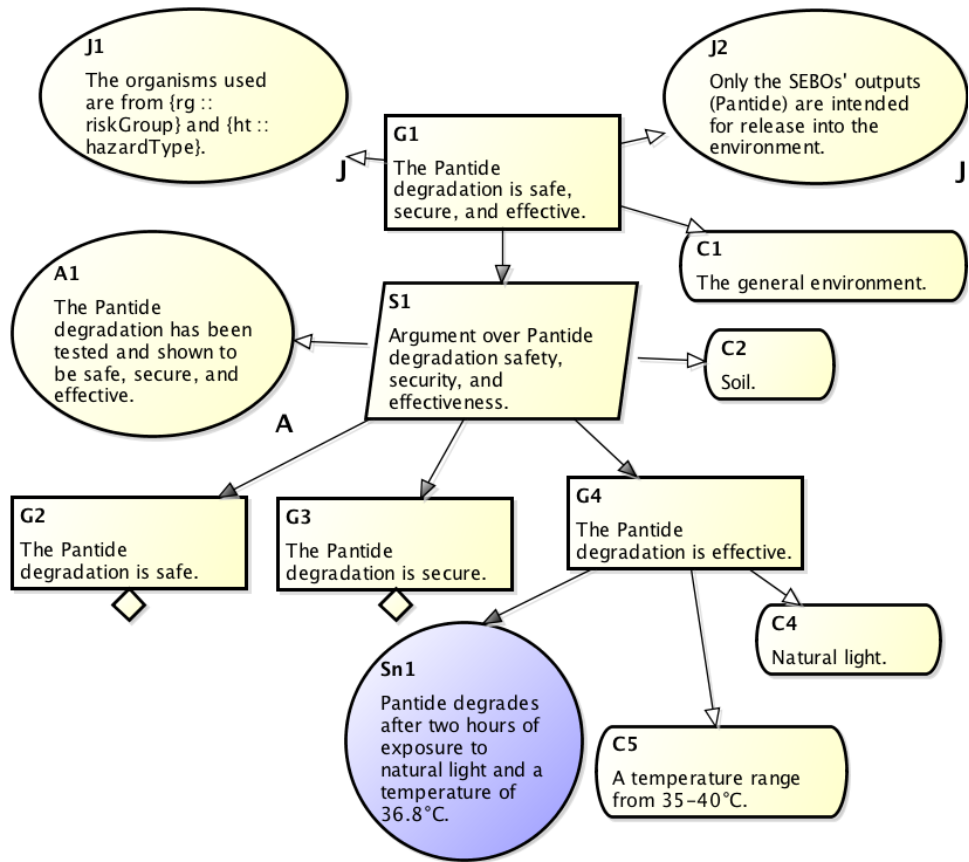 J1
The organisms used
are from {rg ::
riskGroup} and {ht ::
hazardType}.
J
J2
Only the SEBOs' outputs
(Pantide) are intended
for release into the
environment.
J
G1
The Pantide
degradation is safe,
secure, and effective.
C1
The general environment.
A1
The Pantide
degradation has been
tested and shown to
be safe, secure, and
effective.
A
S1
Argument over Pantide
degradation safety,
security, and
effectiveness.
C2
Soil.
G2
The Pantide
degradation is safe.
G3
The Pantide
degradation is secure.
G4
The Pantide
degradation is effective.
Sn1
Pantide degrades
after two hours of
exposure to
natural light and a
temperature of
36.8°C.
C4
Natural light.
C5
A temperature range
from 35–40°C.